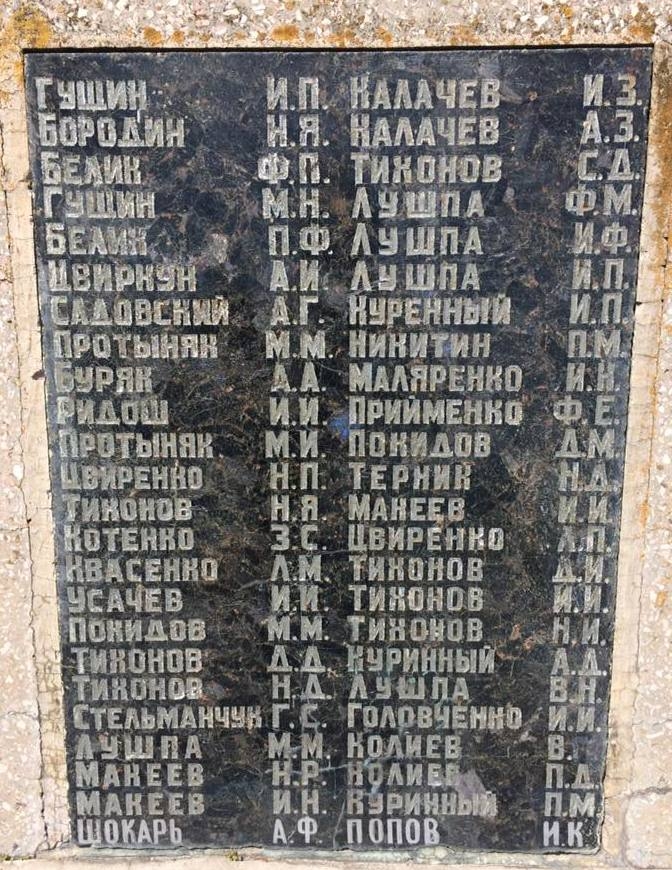 ГУЩИН И.П. КАЛАЧЕВ И.З.
БОРОДИН Н.Я. КАЛАЧЕВ А.З.
БЕЛИК Ф.П. ТИХОНОВ С.Д.
ГУЩИН М.Н. ЛУШПА Ф.М.
БЕЛИК П.Ф. ЛУШПА И.Ф.
ЦВИРКУН А.И ЛУШПА И.П.
САДОВСКИЙ А.Г. КУРЕННЫЙ И.П.
ПРОТЫНЯК М.М. НИКИТИН П.М.
БУРЯК А.А. МАЛЯРЕНКО И.Н.
РИДОШ И.И ПРИЙМЕНКО Ф.Е.
ПРОТЫНЯК М.И. ПОКИДОВ Д.М.
ЦВИРЕНКО Н.П. ТЕРНИК Н.Д.
ТИХОНОВ Н.Я МАКЕЕВ И.И
КОТЕНКО З.С. ЦВИРЕНКО Л.П.
КВАСЕНКО Л.М. ТИХОНОВ Д.И.
УСАЧЕВ И.И. ТИХОНОВ И.И.
ПОКИДОВ М.М. ТИХОНОВ Н.И.
ТИХОНОВ Д.Д КУРИННЫЙ А.Д.
ТИХОНОВ Н.Д. ЛУШПА В.Н.
СТЕЛЬМАНЧУК Г.С. ГОЛОВЧЕНКО И.И.
ЛУШПА М.М. КОЛИЕВ В.
МАКЕЕВ Н.Р. КОЛИЕВ П.Д.
МАКЕЕВ И.Н. КУРИННЫЙ П.М.
ШОКАРЬ А.Ф ПОПОВ И.К